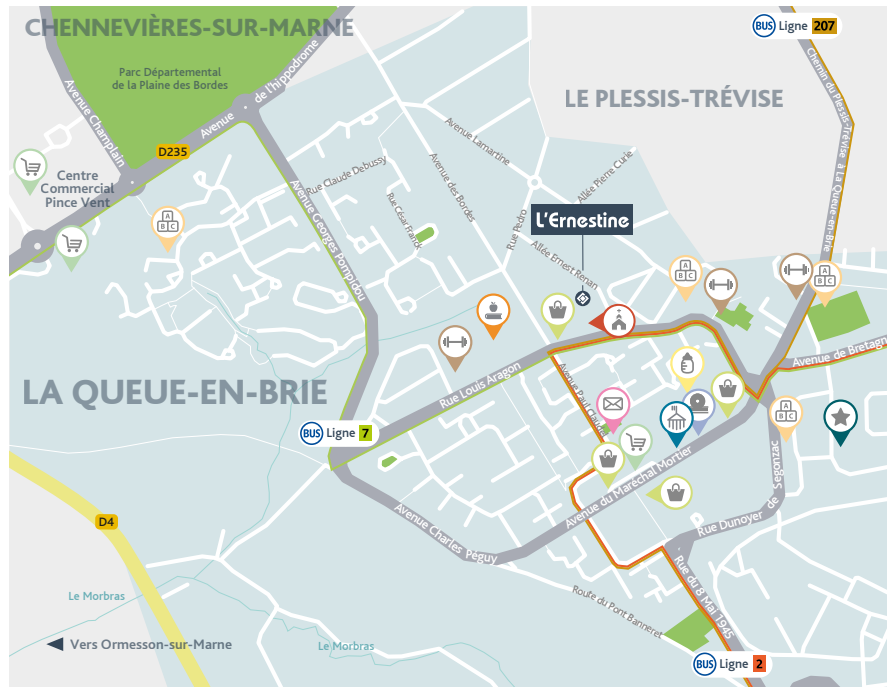 CHENNEVIÈRES-SUR-MARNE
BUS Ligne 207
Parc Départemental
de la Plaine des Bordes
Avenue de l'hippodrome
Avenue Champlain
D235
LE PLESSIS-TRÉVISE
Chemin du Plessis-Trévise à La Queue-en-Brie
Centre
Commercial
Pince Vent
Avenue Lamartine
Rue Claude Debussy
Avenue des Bordes
Allée Pierre Curie
Rue César Franck
Rue Pedro
L'Ernestine
Allée Ernest Renan
Avenue Georges Pompidou
A
B C
A
B C
A
B C
A
B C
LA QUEUE-EN-BRIE
Rue Louis Aragon
Avenue de Bretagn
Avenue Paul Claudel
BUS Ligne 7
Avenue du Maréchal Mortier
Rue Dunoyer de Segonzac
D4
Avenue Charles Péguy
Rue du 8 Mai 1945
Route du Pont Banneret
Le Morbras
Vers Ormesson-sur-Marne
Le Morbras
BUS Ligne 2